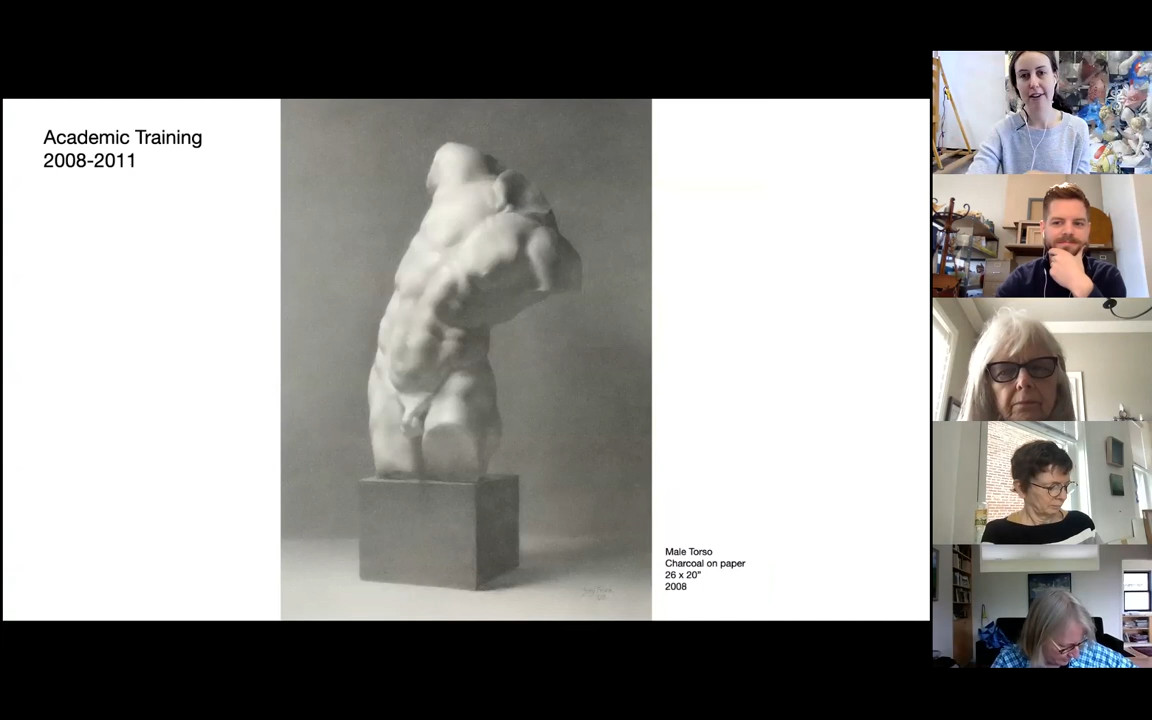 Academic Training
2008-2011
Male Torso
Charcoal on paper
26 x 20"
2008